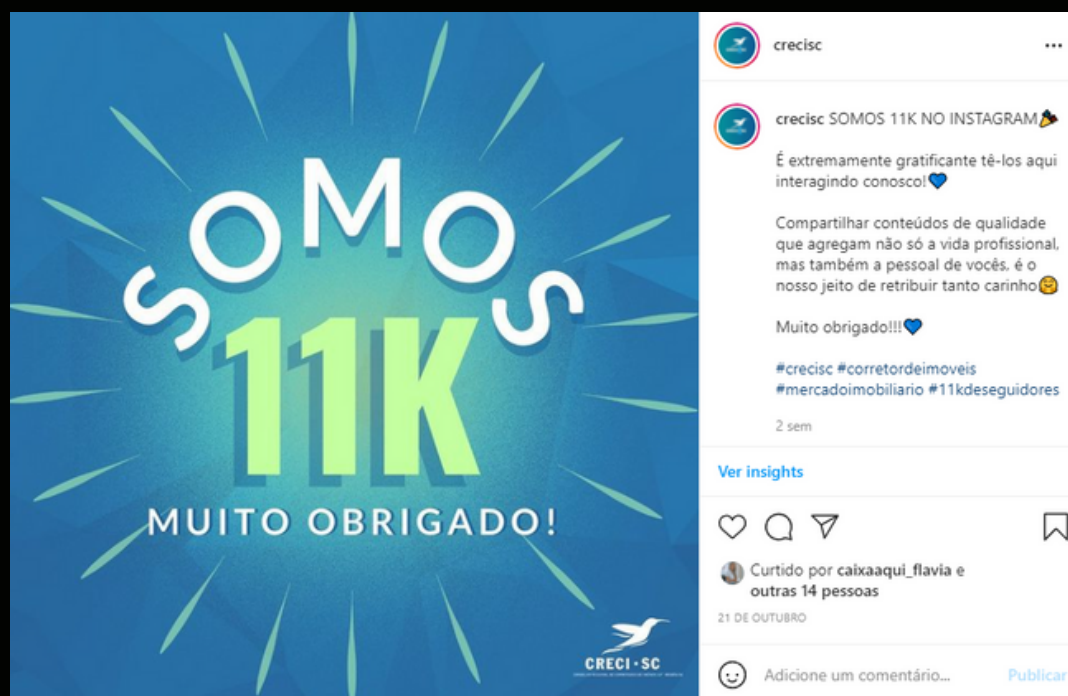 SOMOS
11K
MUITO OBRIGADO!
CRECI·SC
crecisc
crecisc SOMOS 11K NO INSTAGRAM🎉
É extremamente gratificante tê-los aqui
interagindo conosco!💙
Compartilhar conteúdos de qualidade
que agregam não só a vida profissional,
mas também a pessoal de vocês, é o
nosso jeito de retribuir tanto carinho🤗
Muito obrigado!!!💙
#crecisc #corretordeimoveis
#mercadoimobiliario #11kdeseguidores
2 sem
Ver insights
Curtido por caixaaqui_flavia e
outras 14 pessoas
21 DE OUTUBRO
Adicione um comentário... Publicar